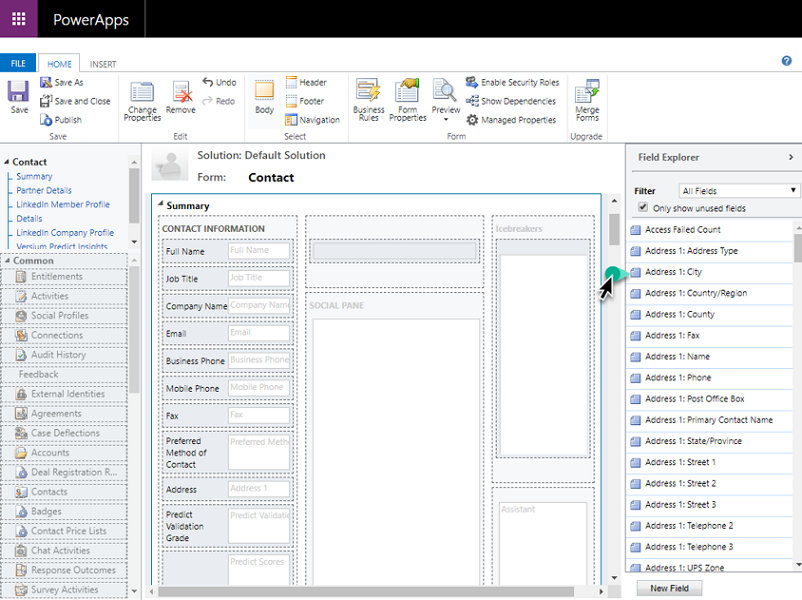 PowerApps
FILE
HOME
INSERT
Save
Save As
Save and Close
Publish
Save
Change Properties
Remove
Undo
Redo
Edit
Body
Header
Footer
Navigation
Select
Business Rules
Form Properties
Preview
Enable Security Roles
Show Dependencies
Managed Properties
Form
Merge Forms
Upgrade
Contact
Summary
Partner Details
LinkedIn Member Profile
Details
LinkedIn Company Profile
Versium Predict Insights
Common
Entitlements
Activities
Social Profiles
Connections
Audit History
Feedback
External Identities
Agreements
Case Deflections
Accounts
Deal Registration R...
Contacts
Badges
Contact Price Lists
Chat Activities
Response Outcomes
Survey Activities
Solution: Default Solution
Form: Contact
Summary
CONTACT INFORMATION
Full Name Full Name
Job Title Job Title
Company Name Company Name
Email Email
Business Phone Business Phone
Mobile Phone Mobile Phone
Fax Fax
Preferred Method of Contact Preferred Meth
Address Address 1
Predict Validation Grade Predict Validati
Predict Scores
SOCIAL PANE
Icebreakers
Assistant
Field Explorer
Filter All Fields
Only show unused fields
Access Failed Count
Address 1: Address Type
Address 1: City
Address 1: Country/Region
Address 1: County
Address 1: Fax
Address 1: Name
Address 1: Phone
Address 1: Post Office Box
Address 1: Primary Contact Name
Address 1: State/Province
Address 1: Street 1
Address 1: Street 2
Address 1: Street 3
Address 1: Telephone 2
Address 1: Telephone 3
Address 1: UPS Zone
New Field